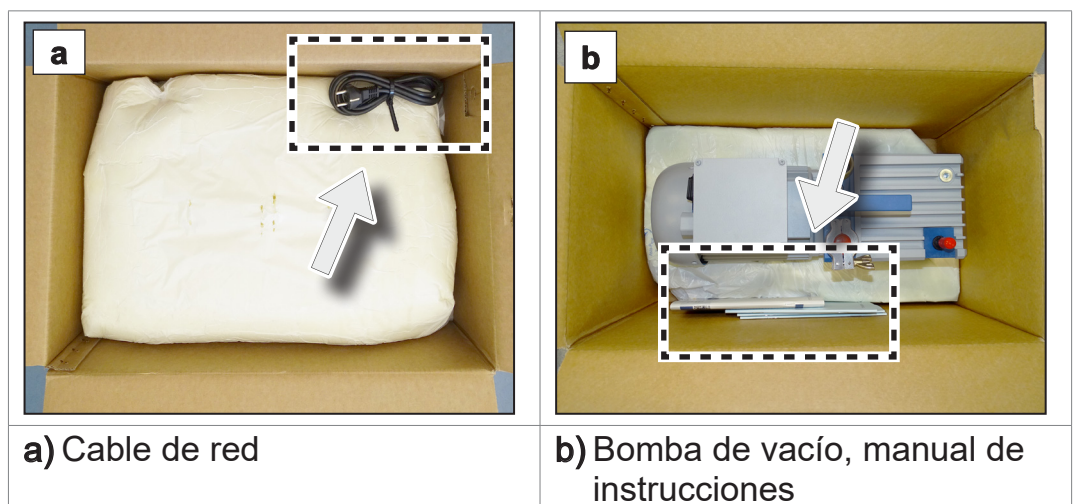 a
b
a) Cable de red
b) Bomba de vacío, manual de
instrucciones